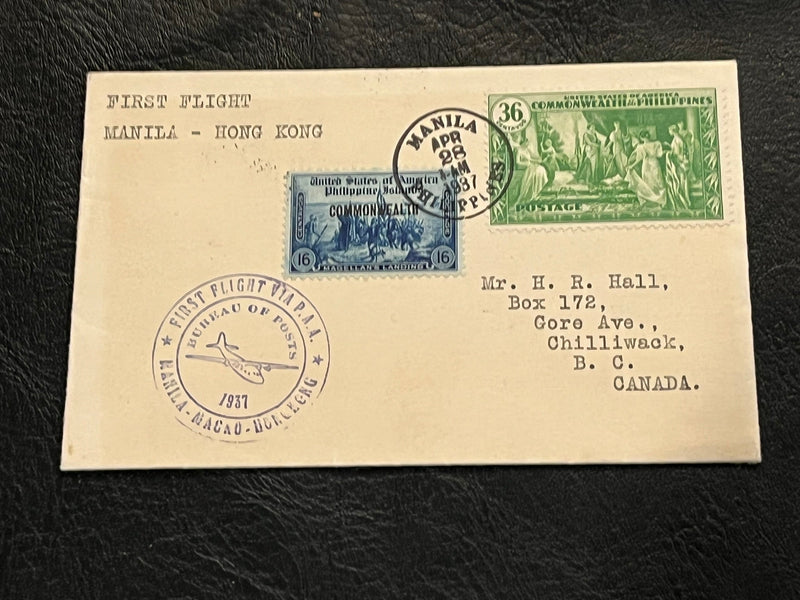 FIRST FLIGHT
MANILA - HONG KONG
MANILA
APR
28
AM
1937
PHILIPPINES
36
UNITED STATES OF AMERICA
COMMONWEALTH OF THE PHILIPPINES
POSTAGE
United States of America
Philippine Islands
COMMONWEALTH
CENTAVOS
16 MAGELLAN'S LANDING 16
Mr. H. R. Hall,
Box 172,
Gore Ave.,
Chilliwack,
B. C.
CANADA.
★ FIRST FLIGHT VIA P.A.A. ★
BUREAU OF POSTS
1937
MANILA-MACAO-HONGKONG